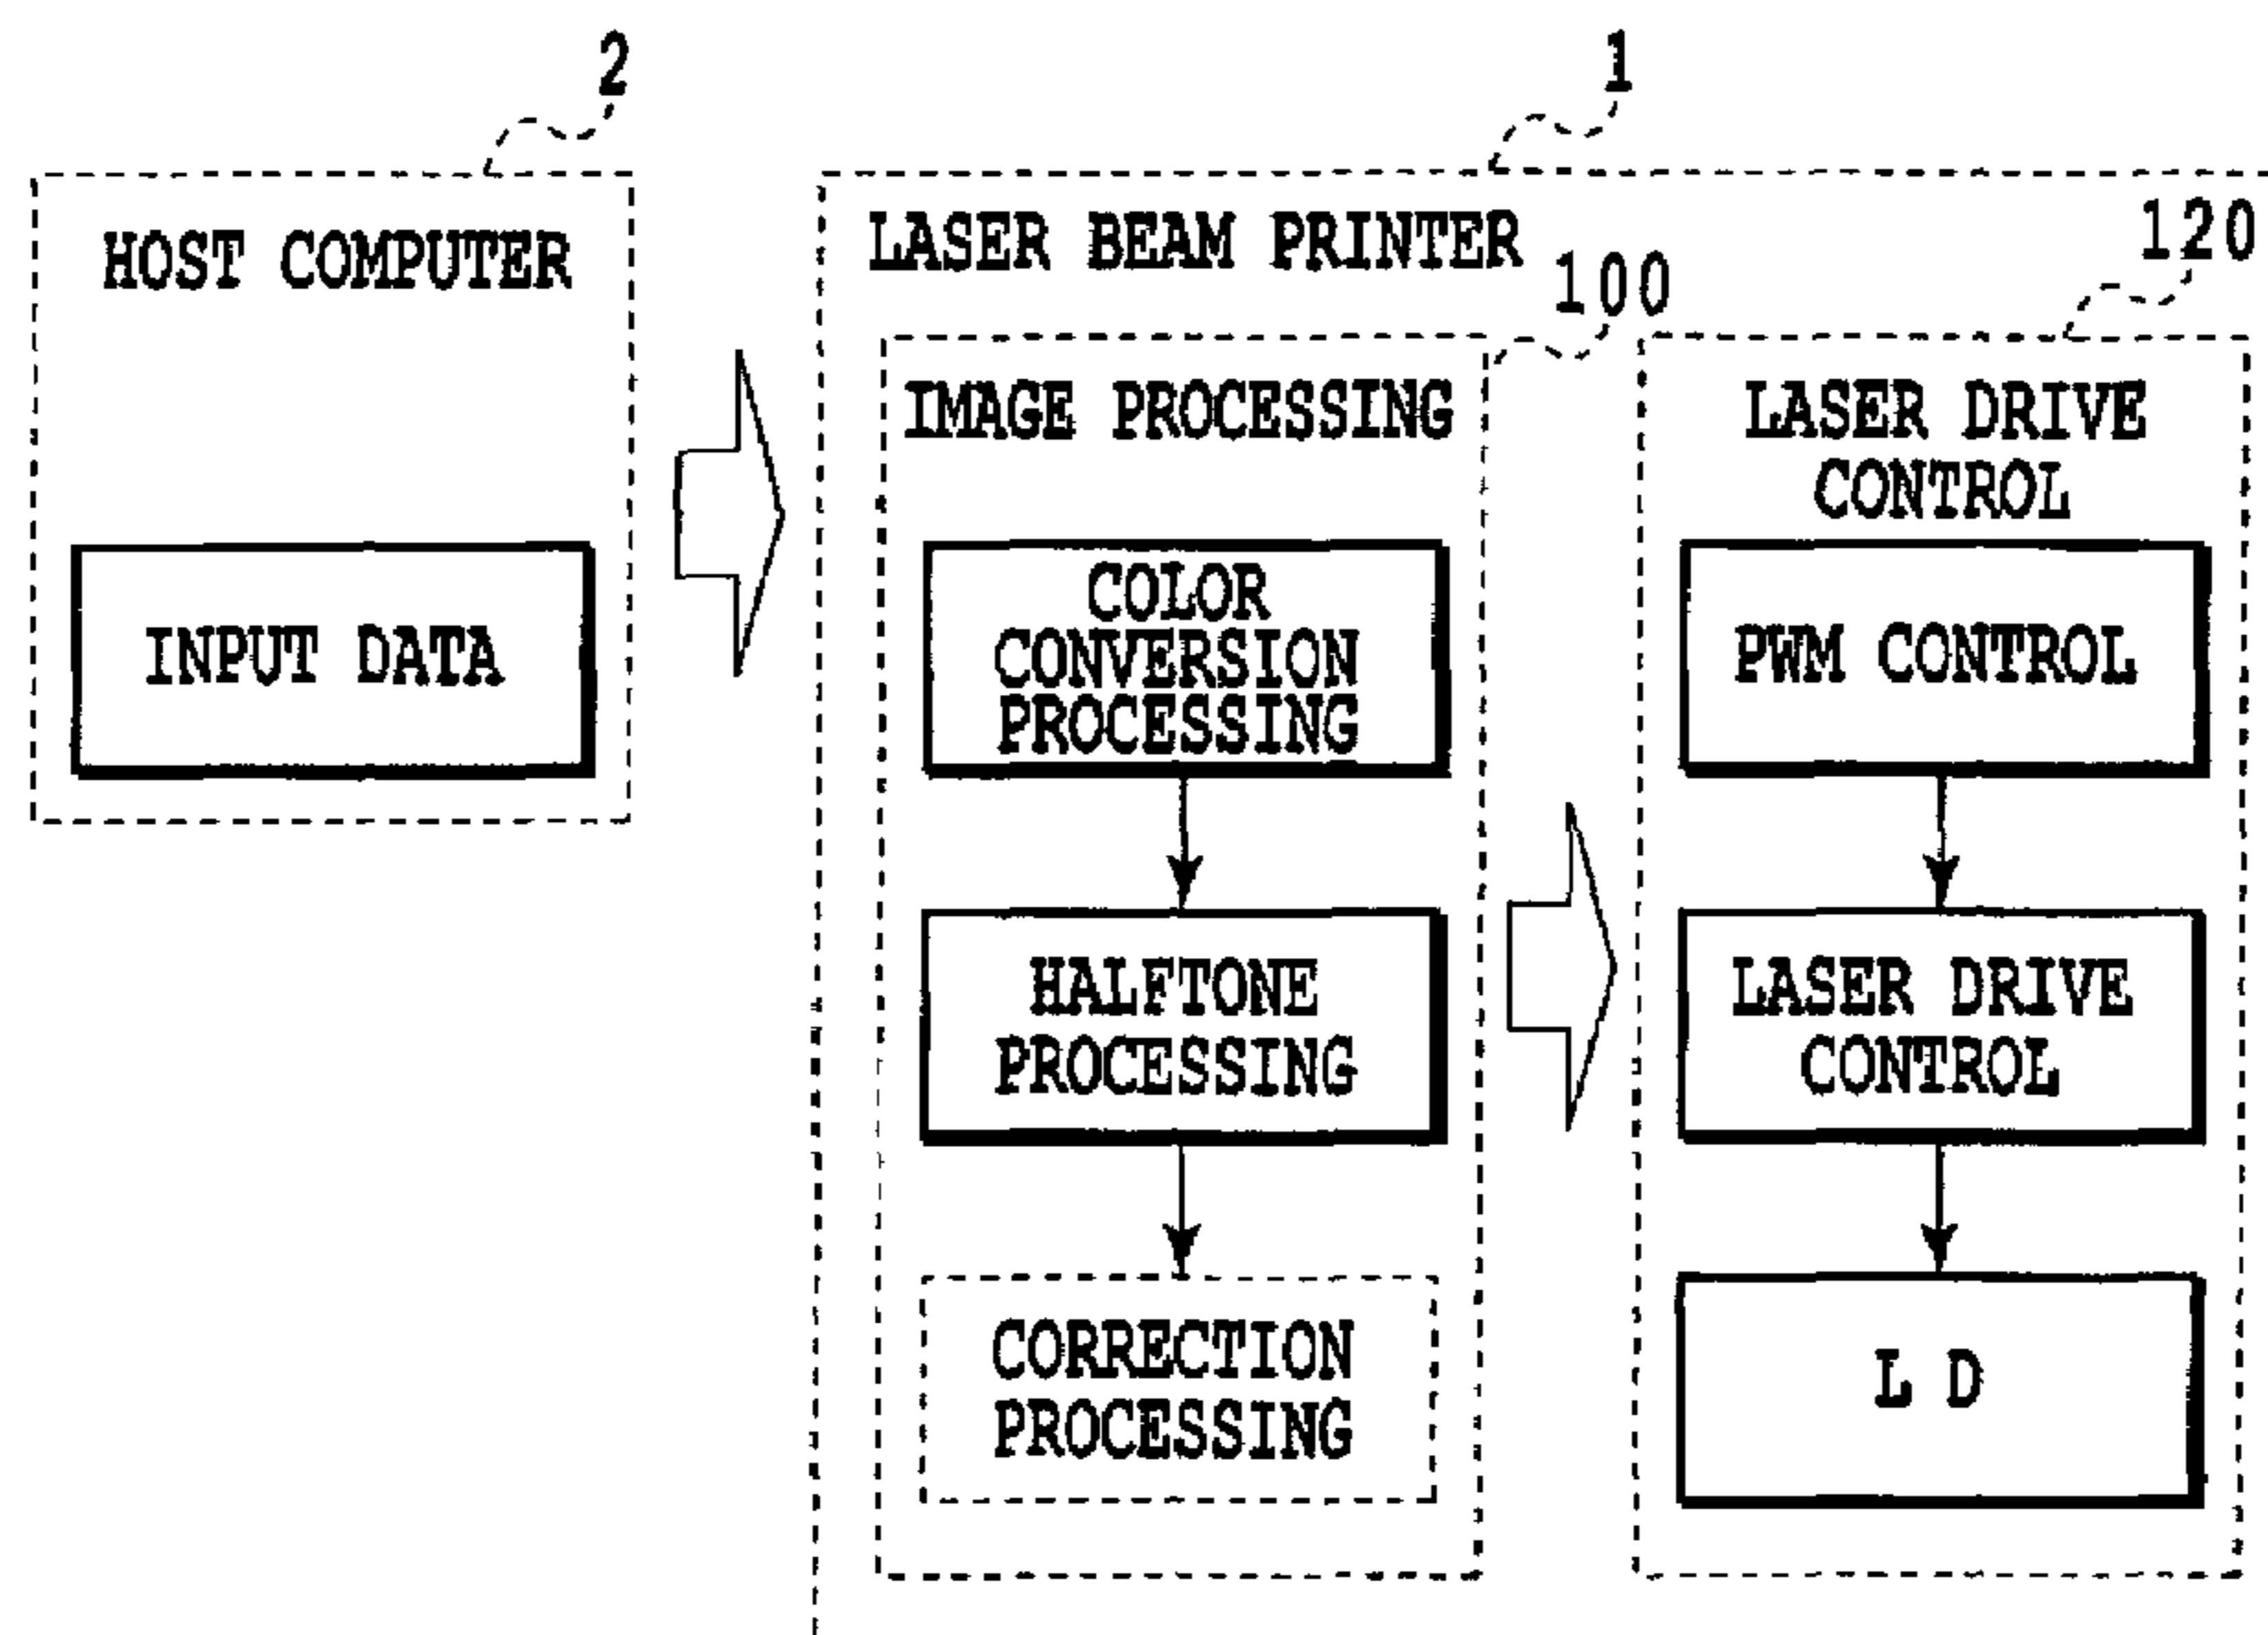 2
1
HOST COMPUTER
LASER BEAM PRINTER
120
100
IMAGE PROCESSING
LASER DRIVE
CONTROL
INPUT DATA
COLOR
CONVERSION
PROCESSING
PWM CONTROL
HALFTONE
PROCESSING
LASER DRIVE
CONTROL
CORRECTION
PROCESSING
L D